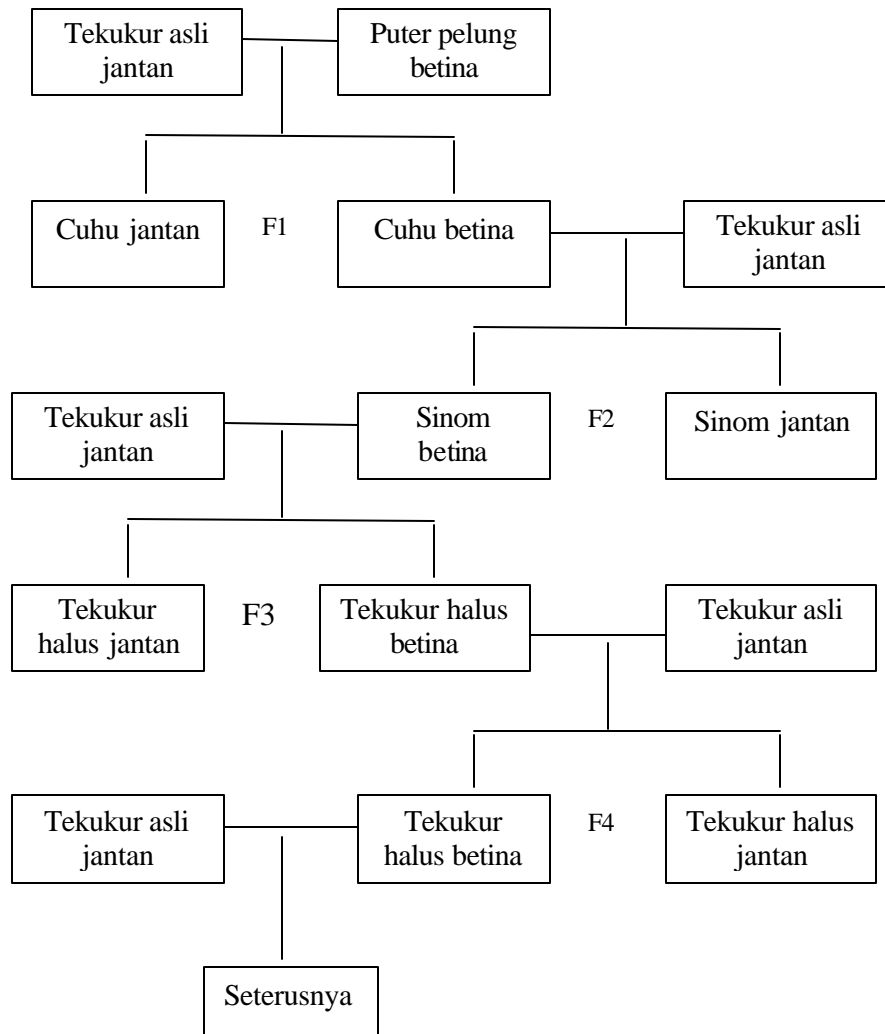 Tekukur asli
jantan
Puter pelung
betina
Cuhu jantan
F1
Cuhu betina
Tekukur asli
jantan
Tekukur asli
jantan
Sinom
betina
F2
Sinom jantan
Tekukur
halus jantan
F3
Tekukur halus
betina
Tekukur asli
jantan
Tekukur asli
jantan
Tekukur
halus betina
F4
Tekukur halus
jantan
Seterusnya